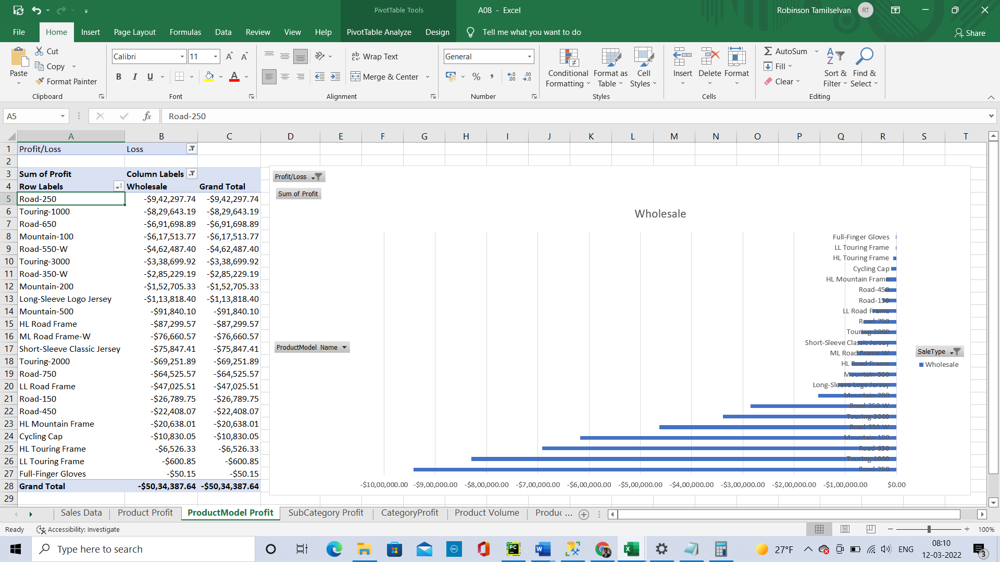 PivotTable Tools
A08 - Excel
Robinson Tamilselvan RT
File Home Insert Page Layout Formulas Data Review View Help PivotTable Analyze Design Tell me what you want to do Share
Paste Cut Copy Format Painter
Calibri 11
B I U
Wrap Text
Merge & Center
General
Conditional Formatting Format as Table Cell Styles
Insert Delete Format
AutoSum Fill Clear
Sort & Filter Find & Select
Clipboard Font Alignment Number Styles Cells Editing
A5 fx Road-250
A B C D E F G H I J K L M N O P Q R S T
1 Profit/Loss Loss
2
3 Sum of Profit Column Labels
4 Row Labels Wholesale Grand Total
5 Road-250 -$9,42,297.74 -$9,42,297.74
6 Touring-1000 -$8,29,643.19 -$8,29,643.19
7 Road-650 -$6,91,698.89 -$6,91,698.89
8 Mountain-100 -$6,17,513.77 -$6,17,513.77
9 Road-550-W -$4,62,487.40 -$4,62,487.40
10 Touring-3000 -$3,38,699.92 -$3,38,699.92
11 Road-350-W -$2,85,229.19 -$2,85,229.19
12 Mountain-200 -$1,52,705.33 -$1,52,705.33
13 Long-Sleeve Logo Jersey -$1,13,818.40 -$1,13,818.40
14 Mountain-500 -$91,840.10 -$91,840.10
15 HL Road Frame -$87,299.57 -$87,299.57
16 ML Road Frame-W -$76,660.57 -$76,660.57
17 Short-Sleeve Classic Jersey -$75,847.41 -$75,847.41
18 Touring-2000 -$69,251.89 -$69,251.89
19 Road-750 -$64,525.57 -$64,525.57
20 LL Road Frame -$47,025.51 -$47,025.51
21 Road-150 -$26,789.75 -$26,789.75
22 Road-450 -$22,408.07 -$22,408.07
23 HL Mountain Frame -$20,638.01 -$20,638.01
24 Cycling Cap -$10,830.05 -$10,830.05
25 HL Touring Frame -$6,526.33 -$6,526.33
26 LL Touring Frame -$600.85 -$600.85
27 Full-Finger Gloves -$50.15 -$50.15
28 Grand Total -$50,34,387.64 -$50,34,387.64
29
Profit/Loss
Sum of Profit
Wholesale
Full-Finger Gloves
LL Touring Frame
HL Touring Frame
Cycling Cap
HL Mountain Frame
Road-450
Road-150
LL Road Frame
Road-750
Touring-2000
Short-Sleeve Classic Jersey
ML Road Frame-W
HL Road Frame
Mountain-500
Long-Sleeve Logo Jersey
Mountain-200
Road-350-W
Touring-3000
Road-550-W
Mountain-100
Road-650
Touring-1000
Road-250
ProductModel Name
SaleType
Wholesale
-$10,00,000.00 -$9,00,000.00 -$8,00,000.00 -$7,00,000.00 -$6,00,000.00 -$5,00,000.00 -$4,00,000.00 -$3,00,000.00 -$2,00,000.00 -$1,00,000.00 $0.00
Sales Data Product Profit ProductModel Profit SubCategory Profit CategoryProfit Product Volume Produc ...
Ready Accessibility: Investigate 100%
Type here to search
27°F ENG
08:10
12-03-2022
3